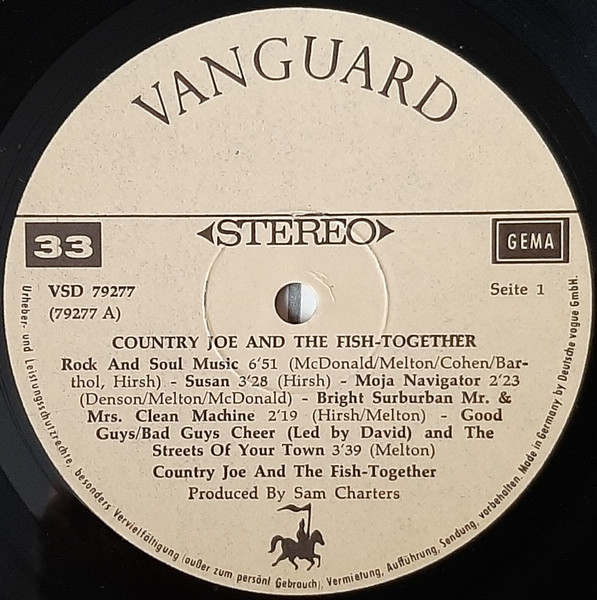 VANGUARD
STEREO
33
GEMA
VSD 79277
Seite 1
(79277 A)
COUNTRY JOE AND THE FISH-TOGETHER
Rock And Soul Music 6'51 (McDonald/Melton/Cohen/Bar-
thol, Hirsh) – Susan 3'28 (Hirsh) – Moja Navigator 2'23
(Denson/Melton/McDonald) – Bright Surburban Mr. &
Mrs. Clean Machine 2'19 (Hirsh/Melton) – Good
Guys/Bad Guys Cheer (Led by David) and The
Streets Of Your Town 3'39 (Melton)
Country Joe And The Fish-Together
Produced By Sam Charters
Urheber- und Leistungsschutzrechte, besonders Vervielfältigung (außer zum persönl Gebrauch), Vermietung, Aufführung, Sendung, vorbehalten. Made in Germany by Deutsche vogue GmbH.